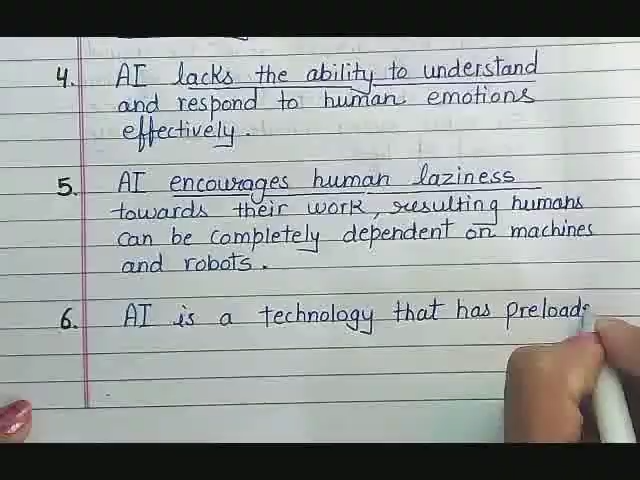 4. AI lacks the ability to understand
and respond to human emotions
effectively.
5. AI encourages human laziness
towards their work, resulting humans
can be completely dependent on machines
and robots.
6. AI is a technology that has preload